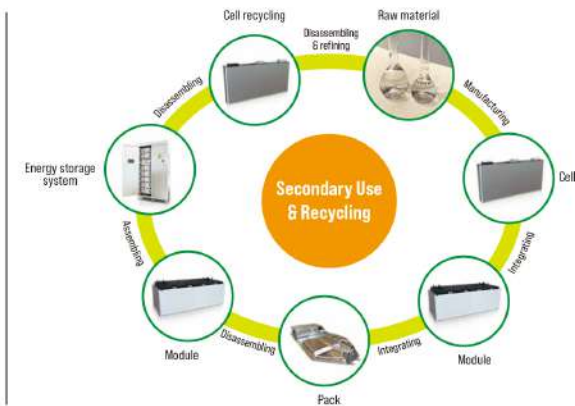 Cell recycling
Disassembling
& refining
Raw material
Manufacturing
Cell
Integrating
Module
Integrating
Pack
Disassembling
Module
Assembling
Energy storage
system
Disassembling
Secondary Use
& Recycling